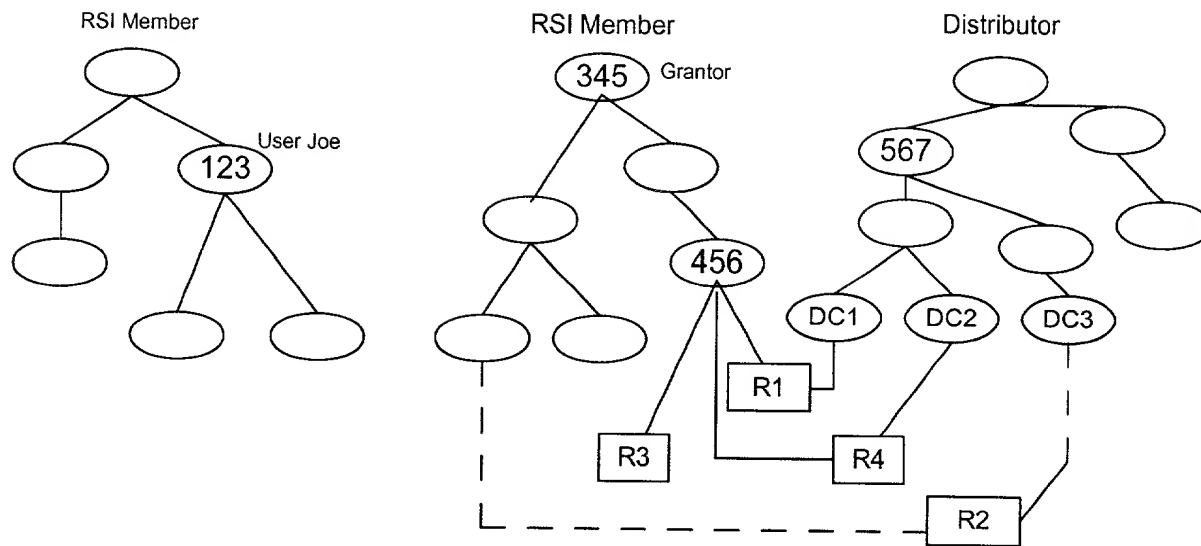 RSI Member
RSI Member
Distributor
345
Grantor
User Joe
123
567
456
DC1
DC2
DC3
R1
R3
R4
R2